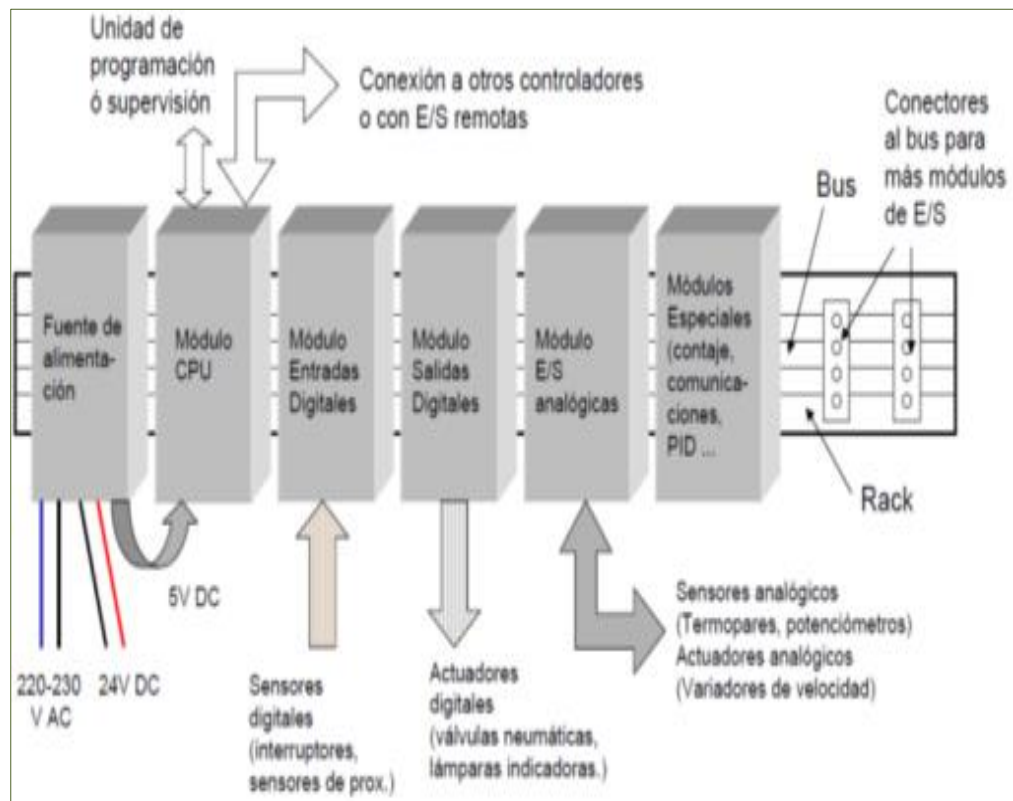 Unidad de
programación
ó supervisión
Conexión a otros controladores
o con E/S remotas
Conectores
al bus para
más módulos
de E/S
Bus
Fuente de
alimenta-
ción
Módulo
CPU
Módulo
Entradas
Digitales
Módulo
Salidas
Digitales
Módulo
E/S
analógicas
Módulos
Especiales
(contaje,
comunica-
ciones,
PID ...
Rack
5V DC
220-230
V AC
24V DC
Sensores
digitales
(interruptores,
sensores de prox.)
Actuadores
digitales
(válvulas neumáticas,
lámparas indicadoras.)
Sensores analógicos
(Termopares, potenciómetros)
Actuadores analógicos
(Variadores de velocidad)